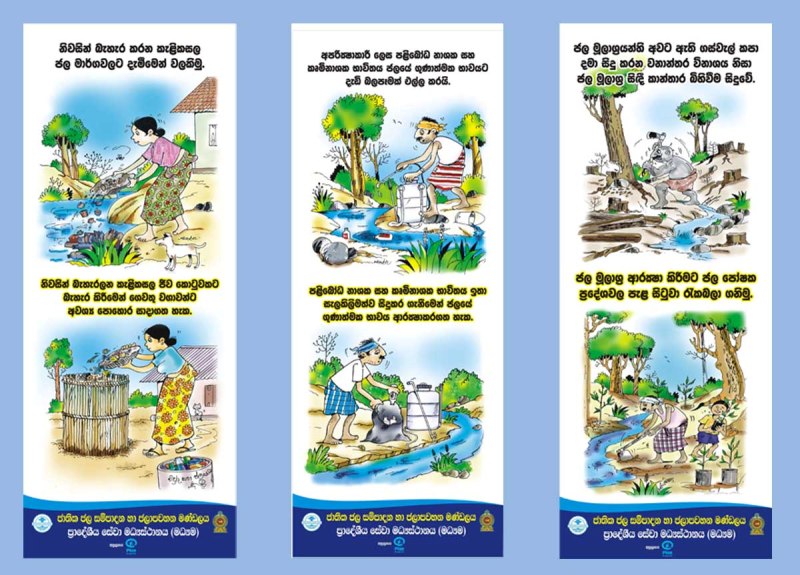 නිවසින් බැහැර කරන කැළිකසල
ජල මාර්ගවලට දැමීමෙන් වළකිමු.
නිවසින් බැහැරලන කැළිකසල ජීව කොටුවකට
බැහැර කිරීමෙන් ගෙවතු වගාවන්ට
අවශ්‍ය පොහොර සාදාගත හැක.
ජාතික ජල සම්පාදන හා ජලාපවහන මණ්ඩලය
ප්‍රාදේශීය සේවා මධ්‍යස්ථානය (මධ්‍යම)
අපරික්ෂාකාරී ලෙස පළිබෝධ නාශක සහ
කෘමිනාශක භාවිතය ජලයේ ගුණාත්මක භාවයට
දැඩි බලපෑමක් එල්ල කරයි.
පළිබෝධ නාශක සහ කෘමිනාශක භාවිතය ඉතා
සැලකිලිමත්ව සිදුකර ගැනීමෙන් ජලයේ
ගුණාත්මක භාවය ආරක්ෂාකරගත හැක.
ජාතික ජල සම්පාදන හා ජලාපවහන මණ්ඩලය
ප්‍රාදේශීය සේවා මධ්‍යස්ථානය (මධ්‍යම)
ජල මූලාශ්‍රයන්හි අවට ඇති ගස්වැල් කපා
දමා සිදු කරන වනාන්තර විනාශය නිසා
ජල මූලාශ්‍ර සිඳී කාන්තාර බිහිවීම සිදුවේ.
ජල මූලාශ්‍ර ආරක්ෂා කිරීමට ජල පෝෂක
ප්‍රදේශවල පැළ සිටුවා රැකබලා ගනිමු.
ජාතික ජල සම්පාදන හා ජලාපවහන මණ්ඩලය
ප්‍රාදේශීය සේවා මධ්‍යස්ථානය (මධ්‍යම)